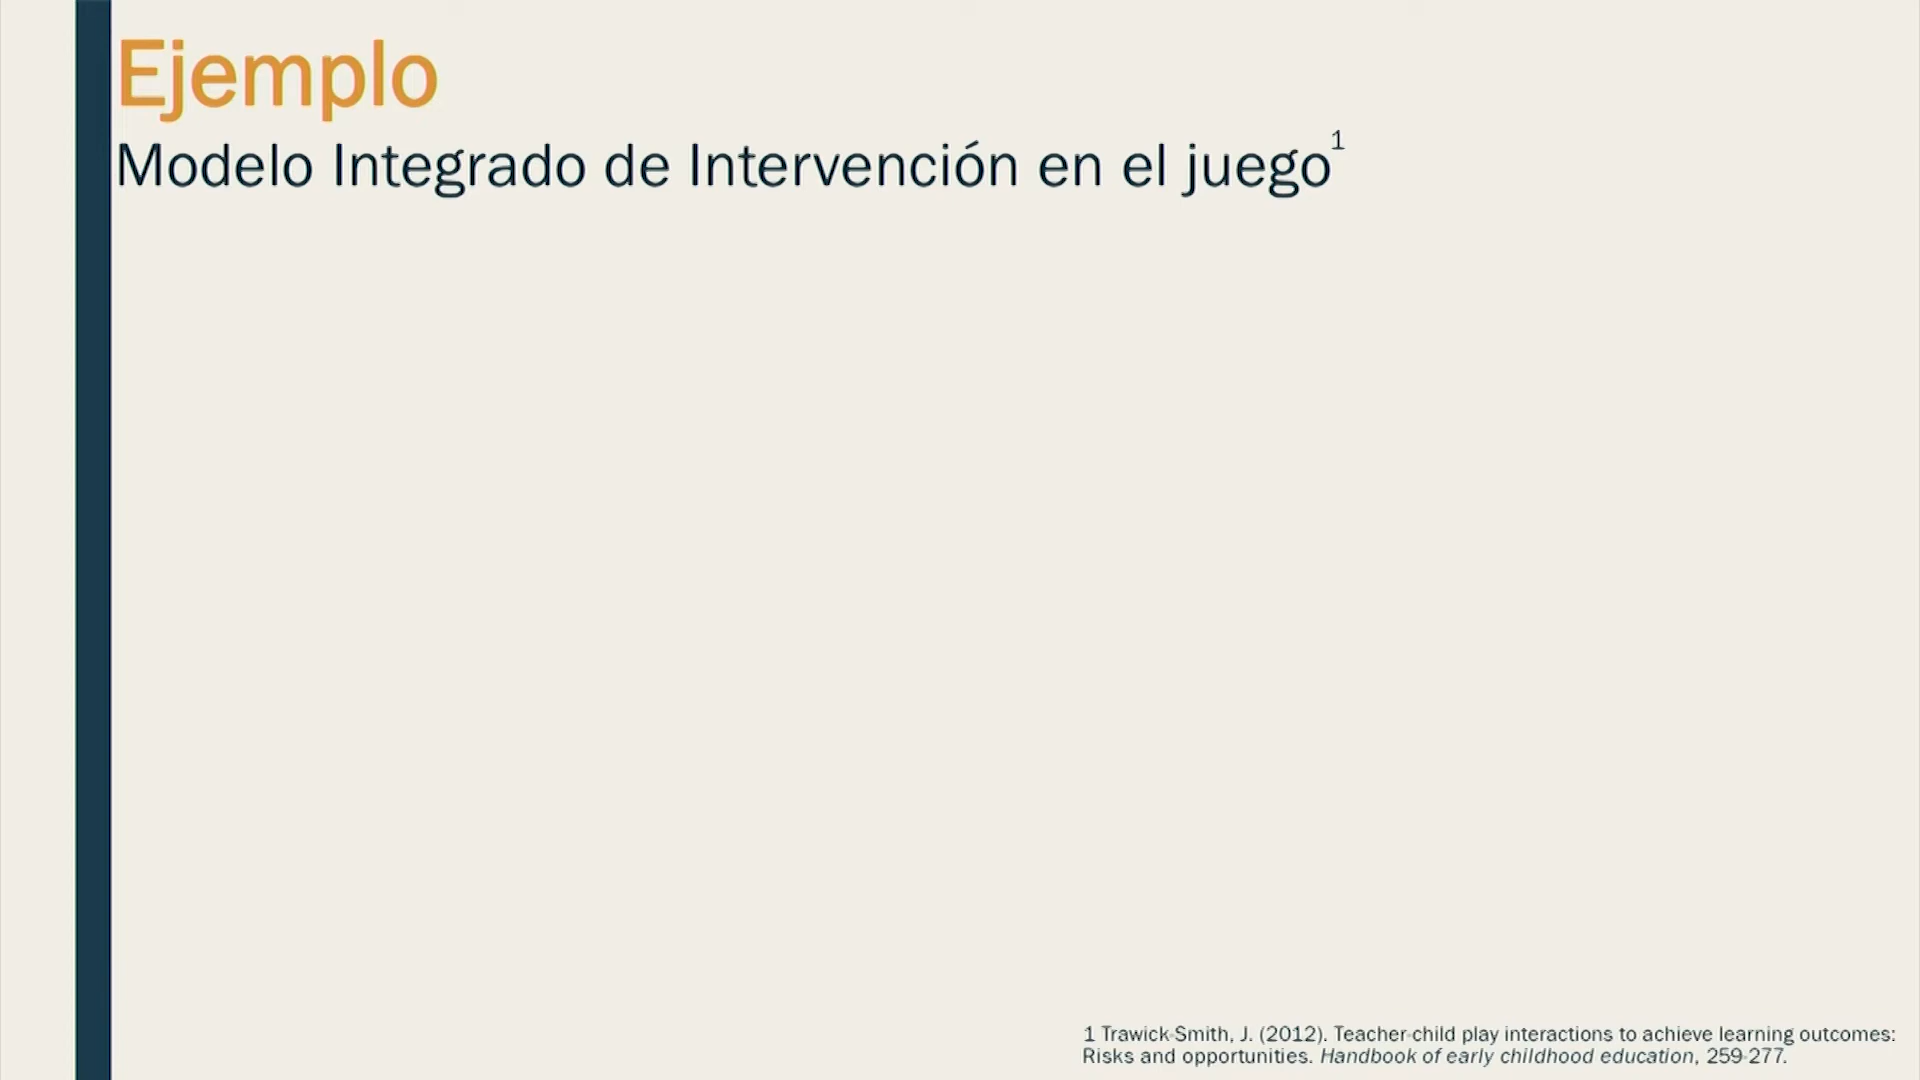 Ejemplo
Modelo Integrado de Intervención en el juego¹
1 Trawick-Smith, J. (2012). Teacher-child play interactions to achieve learning outcomes:
Risks and opportunities. Handbook of early childhood education, 259-277.